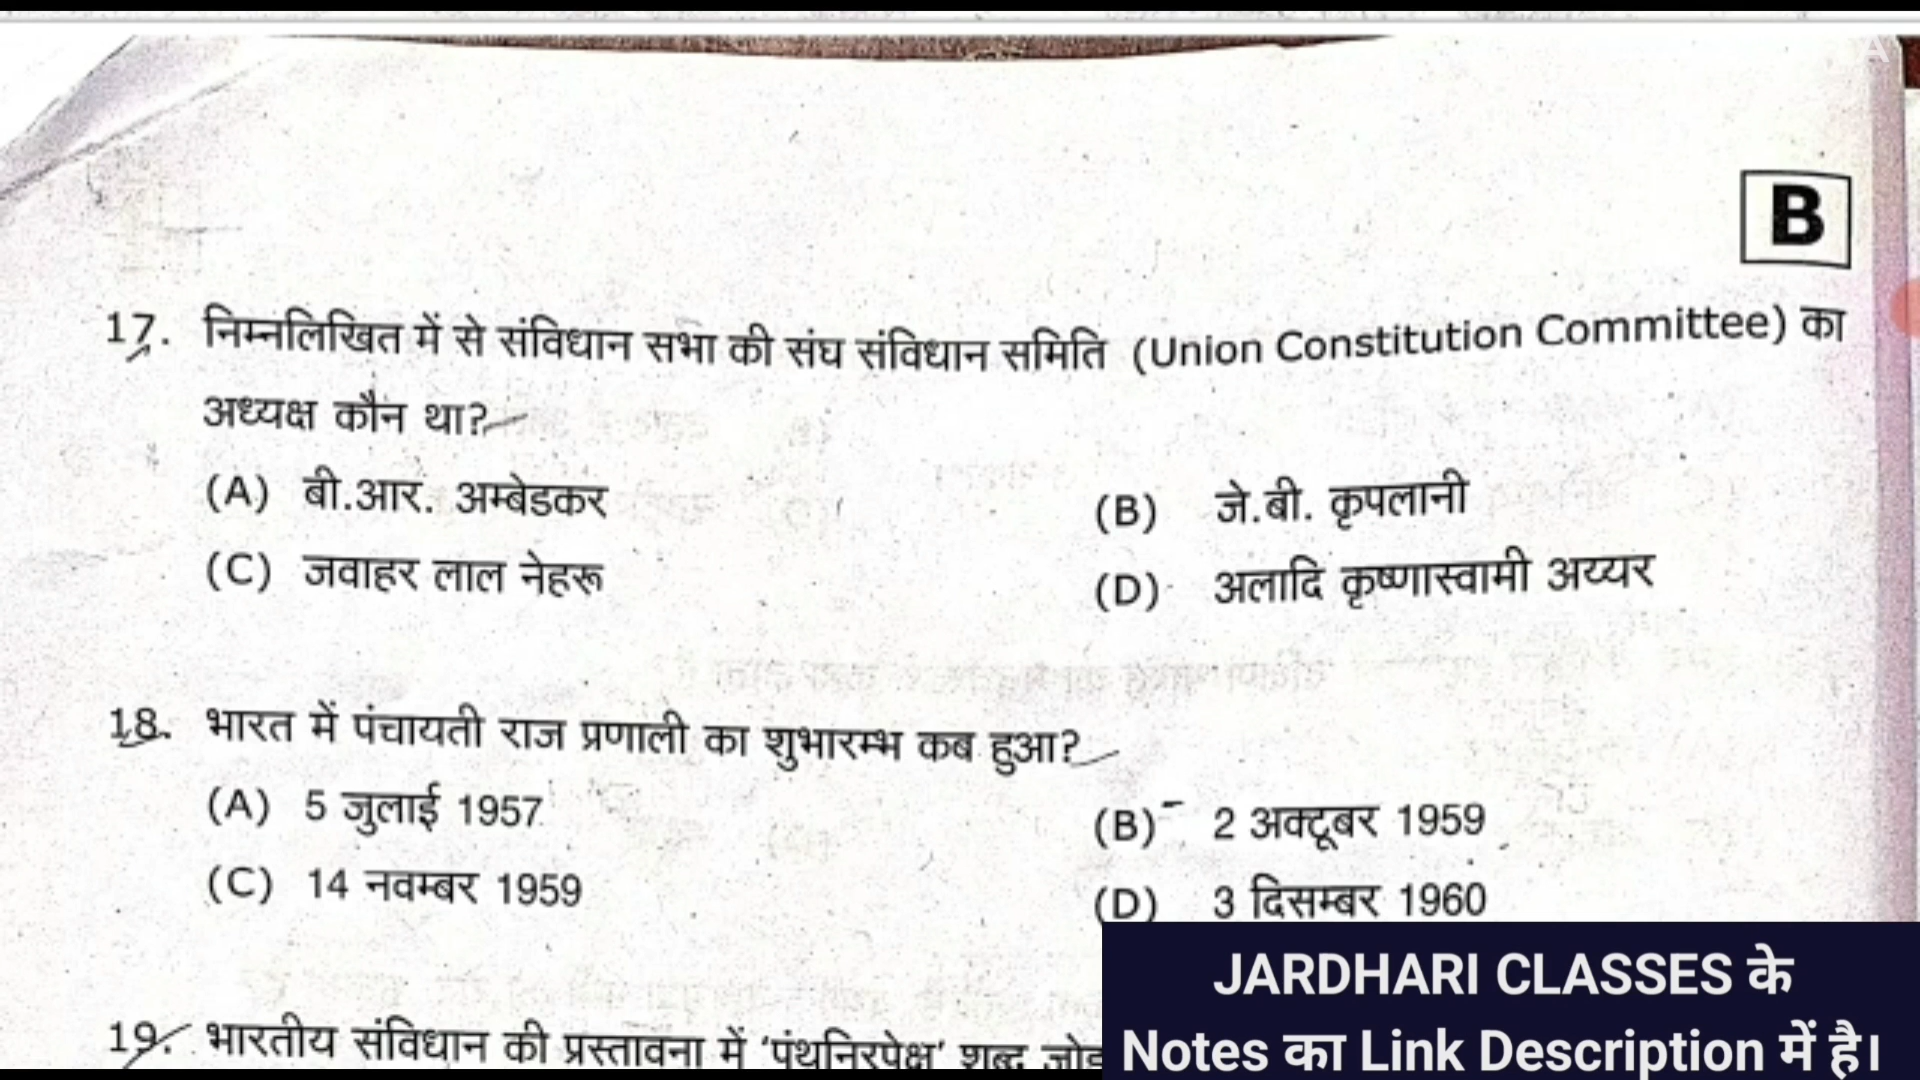 A
B
17. निम्नलिखित में से संविधान सभा की संघ संविधान समिति (Union Constitution Committee) का
अध्यक्ष कौन था?
(A) बी.आर. अम्बेडकर
(B) जे.बी. कृपलानी
(C) जवाहर लाल नेहरू
(D) अलादि कृष्णास्वामी अय्यर
18. भारत में पंचायती राज प्रणाली का शुभारम्भ कब हुआ?
(A) 5 जुलाई 1957
(B) 2 अक्टूबर 1959
(C) 14 नवम्बर 1959
(D) 3 दिसम्बर 1960
19. भारतीय संविधान की प्रस्तावना में ‘पंथनिरपेक्ष’ शब्द
JARDHARI CLASSES के
Notes का Link Description में है।